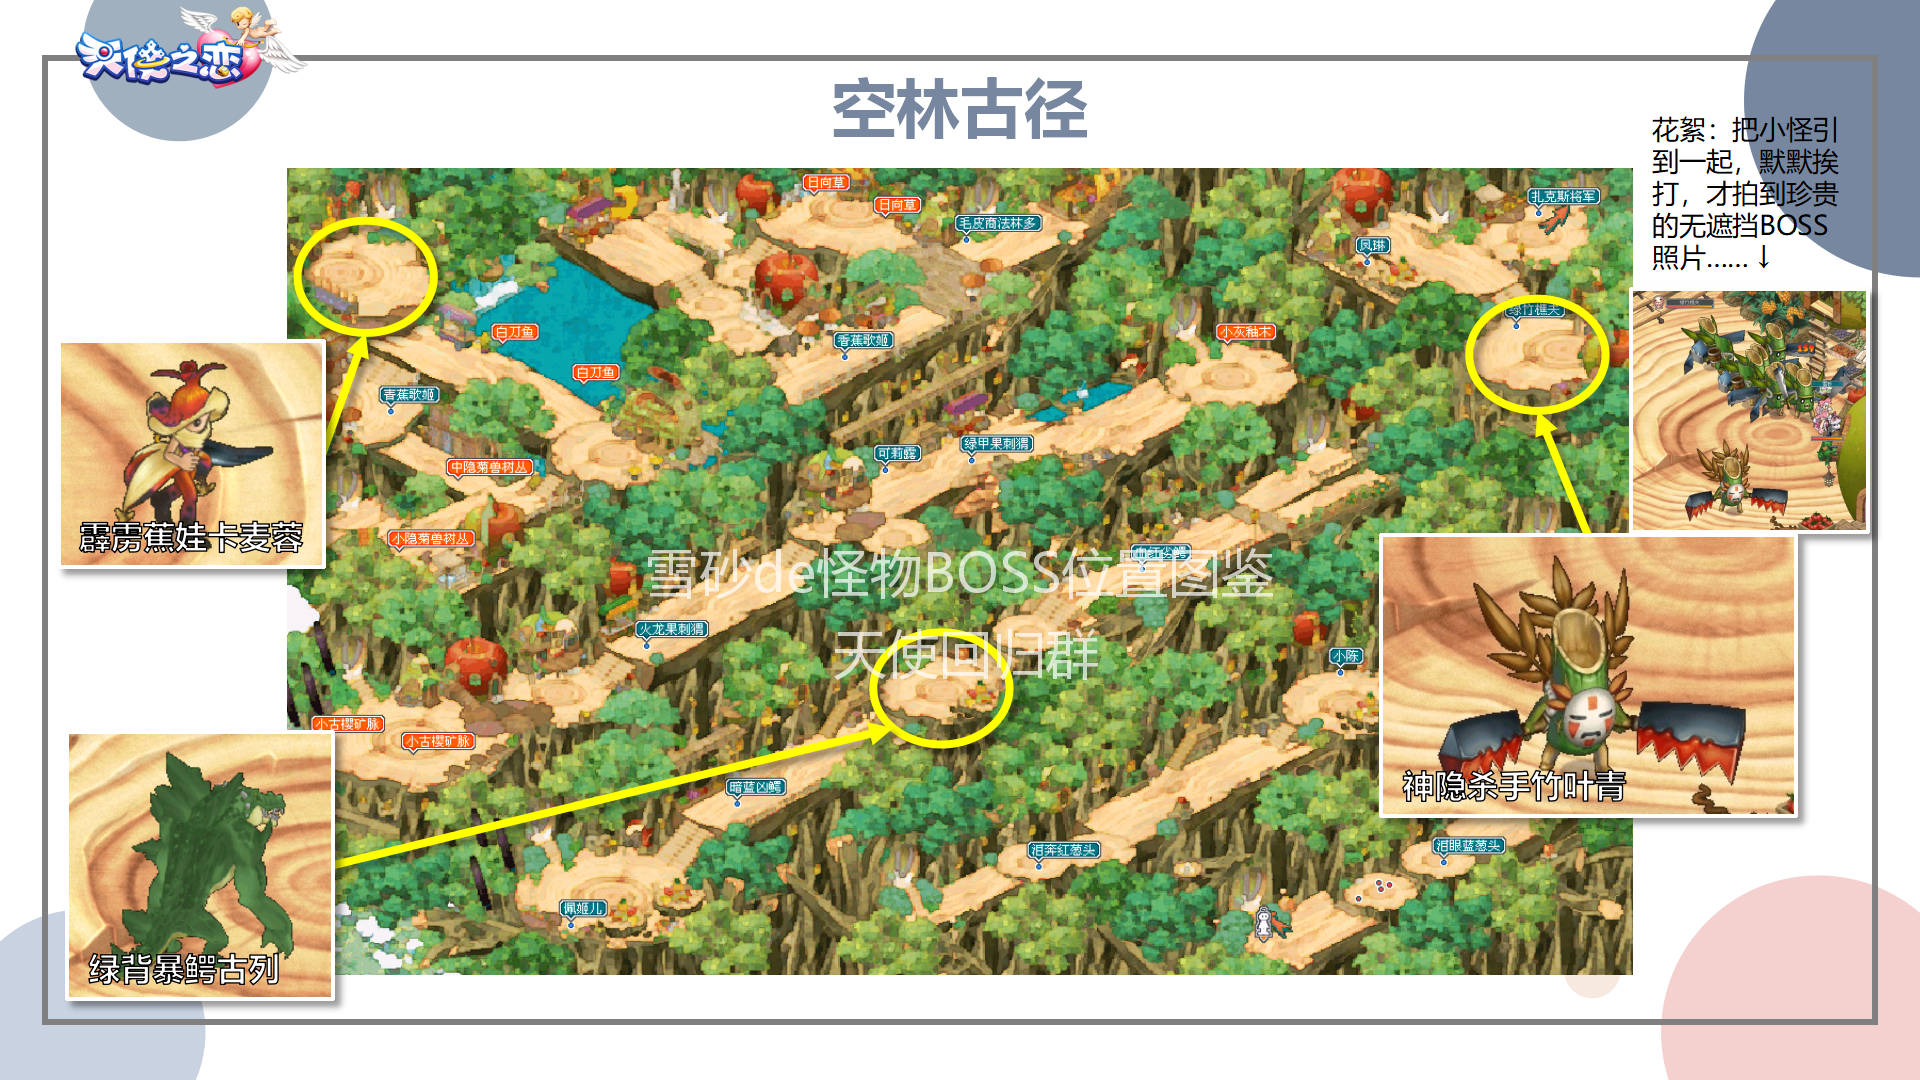 天使之恋
空林古径
花絮：把小怪引
到一起，默默挨
打，才拍到珍贵
的无遮挡BOSS
照片……↓
日向草
日向草
扎克斯将军
毛皮商法林多
凤琳
绿竹樵夫
白刃鱼
小灰釉木
香蕉歌姬
白刃鱼
香蕉歌姬
绿甲果刺猬
可莉露
中隐菊兽树丛
小隐菊兽树丛
霹雳蕉娃卡麦蓉
雪砂de怪物BOSS位置图鉴
火龙果刺猬
天使回归群
小陈
小古樱矿脉
小古樱矿脉
暗蓝凶鳄
神隐杀手竹叶青
泪奔红葱头
泪眼蓝葱头
佩姬儿
绿背暴鳄古列
159